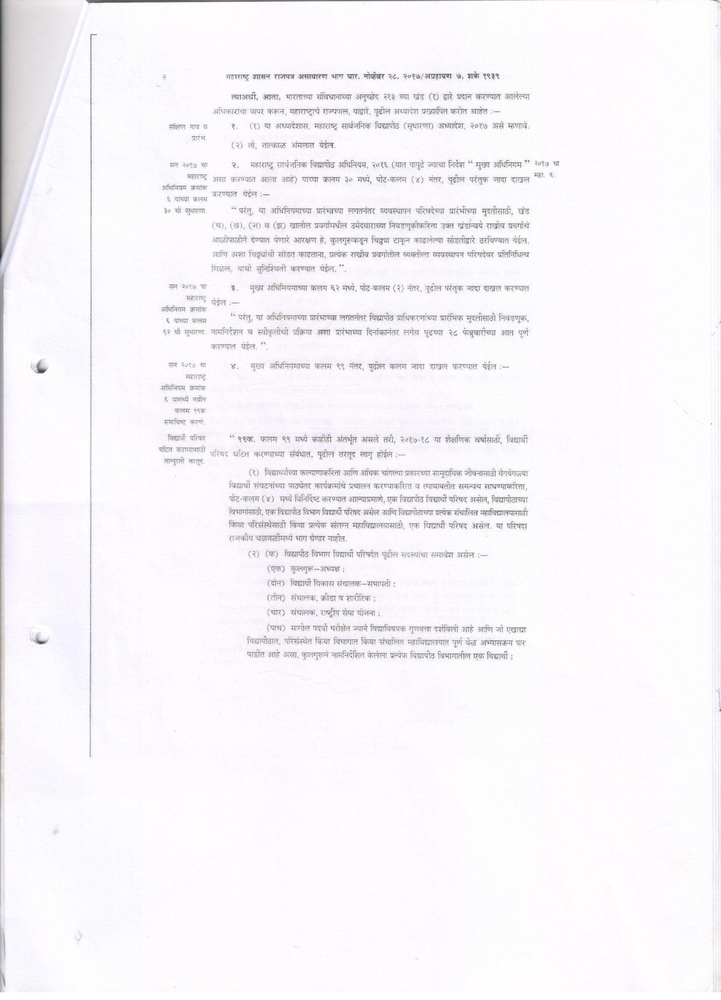 २
महाराष्ट्र शासन राजपत्र असाधारण भाग चार, नोव्हेंबर २८, २०१७/अग्रहायण ७, शके १९३९
त्याअर्थी, आता, भारताच्या संविधानाच्या अनुच्छेद २१३ च्या खंड (१) द्वारे प्रदान करण्यात आलेल्या
अधिकारांचा वापर करून, महाराष्ट्राचे राज्यपाल, याद्वारे, पुढील अध्यादेश प्रख्यापित करीत आहेत :—
संक्षिप्त नाव व
प्रारंभ.
१. (१) या अध्यादेशास, महाराष्ट्र सार्वजनिक विद्यापीठ (सुधारणा) अध्यादेश, २०१७ असे म्हणावे.
(२) तो, तात्काळ अंमलात येईल.
सन २०१७ चा
महाराष्ट्र
अधिनियम क्रमांक
६ याच्या कलम
३० ची सुधारणा.
२. महाराष्ट्र सार्वजनिक विद्यापीठ अधिनियम, २०१६ (यात यापुढे ज्याचा निर्देश “ मुख्य अधिनियम ”
असा करण्यात आला आहे) याच्या कलम ३० मध्ये, पोट-कलम (४) नंतर, पुढील परंतुक जादा दाखल
करण्यात येईल :—
२०१७ चा
महा. ६.
“ परंतु, या अधिनियमाच्या प्रारंभाच्या लगतनंतर व्यवस्थापन परिषदेच्या प्रारंभीच्या मुदतीसाठी, खंड
(च), (छ), (ज) व (झ) खालील प्रवर्गांमधील उमेदवाराच्या निवडणुकीकरिता उक्त खंडांन्वये राखीव प्रवर्गांचे
आळीपाळीने देण्यात येणारे आरक्षण हे, कुलगुरूकडून चिठ्ठ्या टाकून काढलेल्या सोडतीद्वारे ठरविण्यात येईल,
आणि अशा चिठ्ठ्यांची सोडत काढताना, प्रत्येक राखीव प्रवर्गातील व्यक्तीला व्यवस्थापन परिषदेवर प्रतिनिधित्व
मिळेल, याची सुनिश्चिती करण्यात येईल. ”.
सन २०१७ चा
महाराष्ट्र
अधिनियम क्रमांक
६ याच्या कलम
६२ ची सुधारणा.
३. मुख्य अधिनियमाच्या कलम ६२ मध्ये, पोट-कलम (२) नंतर, पुढील परंतुक जादा दाखल करण्यात
येईल :—
“ परंतु, या अधिनियमाच्या प्रारंभाच्या लगतनंतर विद्यापीठ प्राधिकरणांच्या प्रारंभिक मुदतीसाठी निवडणूक,
नामनिर्देशन व स्वीकृतीची प्रक्रिया अशा प्रारंभाच्या दिनांकानंतर लगेच पुढच्या २८ फेब्रुवारीच्या आत पूर्ण
करण्यात येईल. ”.
सन २०१७ चा
महाराष्ट्र
अधिनियम क्रमांक
६ यामध्ये नवीन
कलम ९९क
समाविष्ट करणे.
४. मुख्य अधिनियमाच्या कलम ९९ नंतर, पुढील कलम जादा दाखल करण्यात येईल :—
विद्यार्थी परिषद
घटित करण्यासाठी
तात्पुरती तरतूद.
“ ९९क. कलम ९९ मध्ये काहीही अंतर्भूत असले तरी, २०१७-१८ या शैक्षणिक वर्षासाठी, विद्यार्थी
परिषद घटित करण्याच्या संबंधात, पुढील तरतूद लागू होईल :—
(१) विद्यार्थ्यांच्या कल्याणाकरिता आणि अधिक चांगल्या प्रकारच्या सामुदायिक जीवनासाठी वेगवेगळ्या
विद्यार्थी संघटनांच्या पाठ्येतर कार्यक्रमांचे प्रचालन करण्याकरिता व त्याबाबतीत समन्वय साधण्याकरिता,
पोट-कलम (४) मध्ये विनिर्दिष्ट करण्यात आल्याप्रमाणे, एक विद्यापीठ विद्यार्थी परिषद असेल, विद्यापीठाच्या
विभागांसाठी, एक विद्यापीठ विभाग विद्यार्थी परिषद असेल आणि विद्यापीठाच्या प्रत्येक संचालित महाविद्यालयासाठी
किंवा परिसंस्थेसाठी किंवा प्रत्येक संलग्न महाविद्यालयासाठी, एक विद्यार्थी परिषद असेल. या परिषदा
राजकीय चळवळींमध्ये भाग घेणार नाहीत.
(२) (क) विद्यापीठ विभाग विद्यार्थी परिषदेत पुढील सदस्यांचा समावेश असेल :—
(एक) कुलगुरू—अध्यक्ष ;
(दोन) विद्यार्थी विकास संचालक—सभापती ;
(तीन) संचालक, क्रीडा व शारीरिक ;
(चार) संचालक, राष्ट्रीय सेवा योजना ;
(पाच) मागील पदवी परीक्षेत ज्याने विद्याविषयक गुणवत्ता दर्शविली आहे आणि जो एखाद्या
विद्यापीठात, परिसंस्थेत किंवा विभागात किंवा संचालित महाविद्यालयात पूर्ण वेळ अभ्यासक्रम पार
पाडीत आहे असा, कुलगुरूने नामनिर्देशित केलेला प्रत्येक विद्यापीठ विभागातील एक विद्यार्थी ;